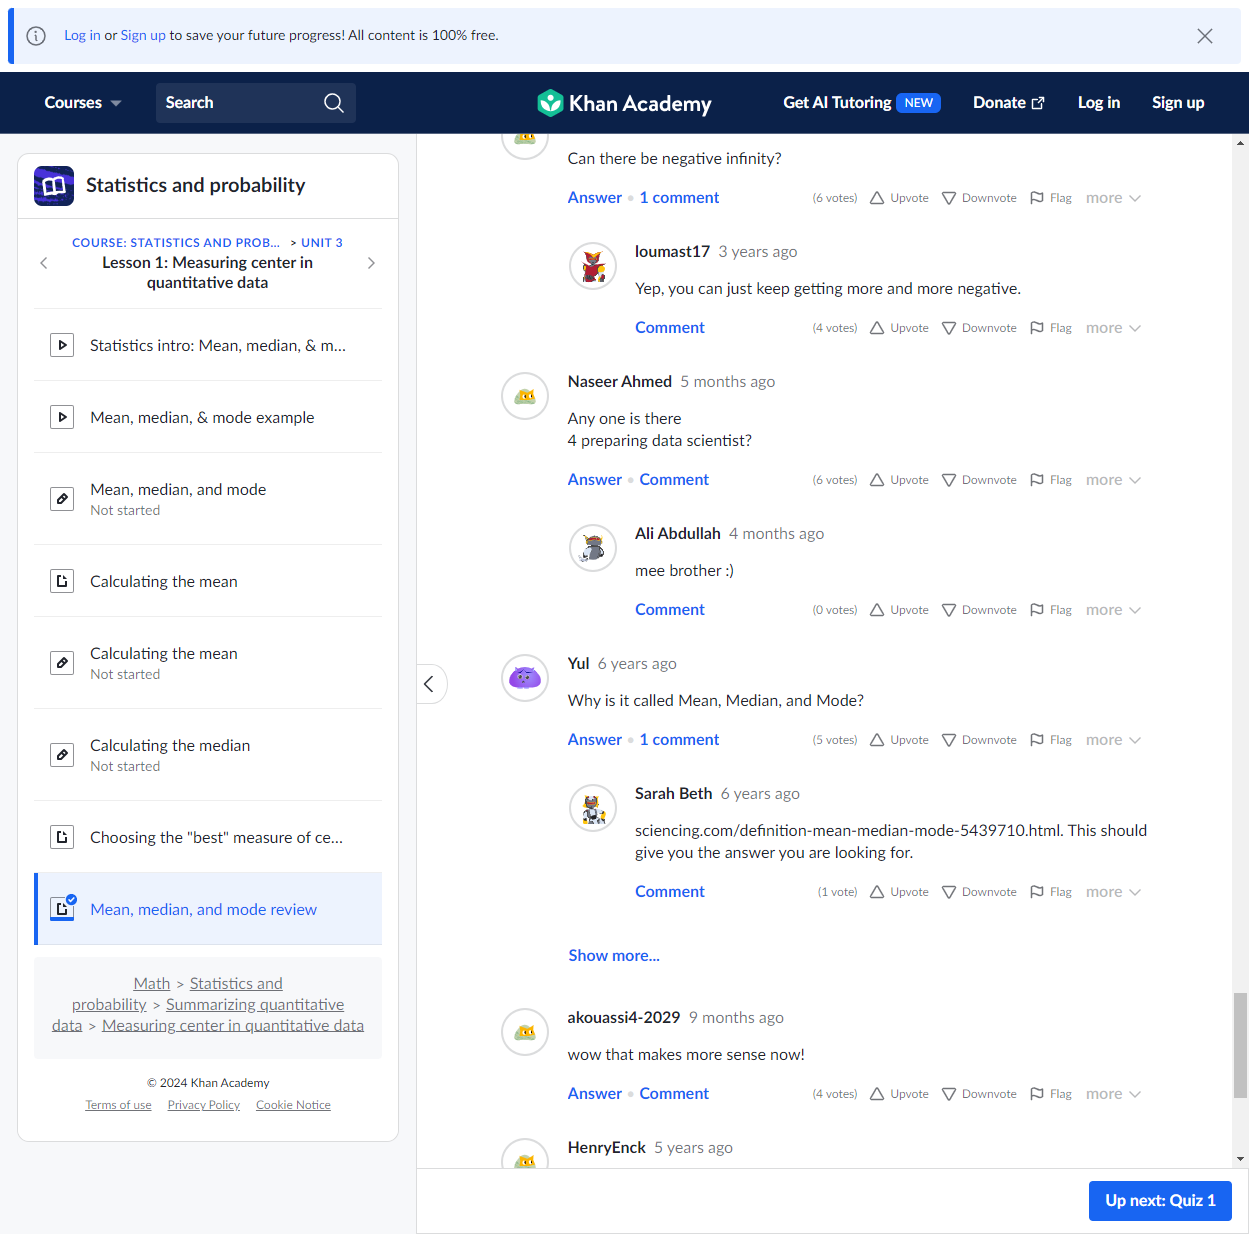 Log in or Sign up to save your future progress! All content is 100% free.
Courses
Search
Khan Academy
Get AI Tutoring NEW
Donate
Log in
Sign up
Statistics and probability
COURSE: STATISTICS AND PROB... > UNIT 3
Lesson 1: Measuring center in
quantitative data
Statistics intro: Mean, median, & m...
Mean, median, & mode example
Mean, median, and mode
Not started
Calculating the mean
Calculating the mean
Not started
Calculating the median
Not started
Choosing the "best" measure of ce...
Mean, median, and mode review
Math > Statistics and
probability > Summarizing quantitative
data > Measuring center in quantitative data
© 2024 Khan Academy
Terms of use Privacy Policy Cookie Notice
Can there be negative infinity?
Answer • 1 comment (6 votes) Upvote Downvote Flag more
loumast17 3 years ago
Yep, you can just keep getting more and more negative.
Comment (4 votes) Upvote Downvote Flag more
Naseer Ahmed 5 months ago
Any one is there
4 preparing data scientist?
Answer • Comment (6 votes) Upvote Downvote Flag more
Ali Abdullah 4 months ago
mee brother :)
Comment (0 votes) Upvote Downvote Flag more
Yul 6 years ago
Why is it called Mean, Median, and Mode?
Answer • 1 comment (5 votes) Upvote Downvote Flag more
Sarah Beth 6 years ago
sciencing.com/definition-mean-median-mode-5439710.html. This should
give you the answer you are looking for.
Comment (1 vote) Upvote Downvote Flag more
Show more...
akouassi4-2029 9 months ago
wow that makes more sense now!
Answer • Comment (4 votes) Upvote Downvote Flag more
HenryEnck 5 years ago
Up next: Quiz 1